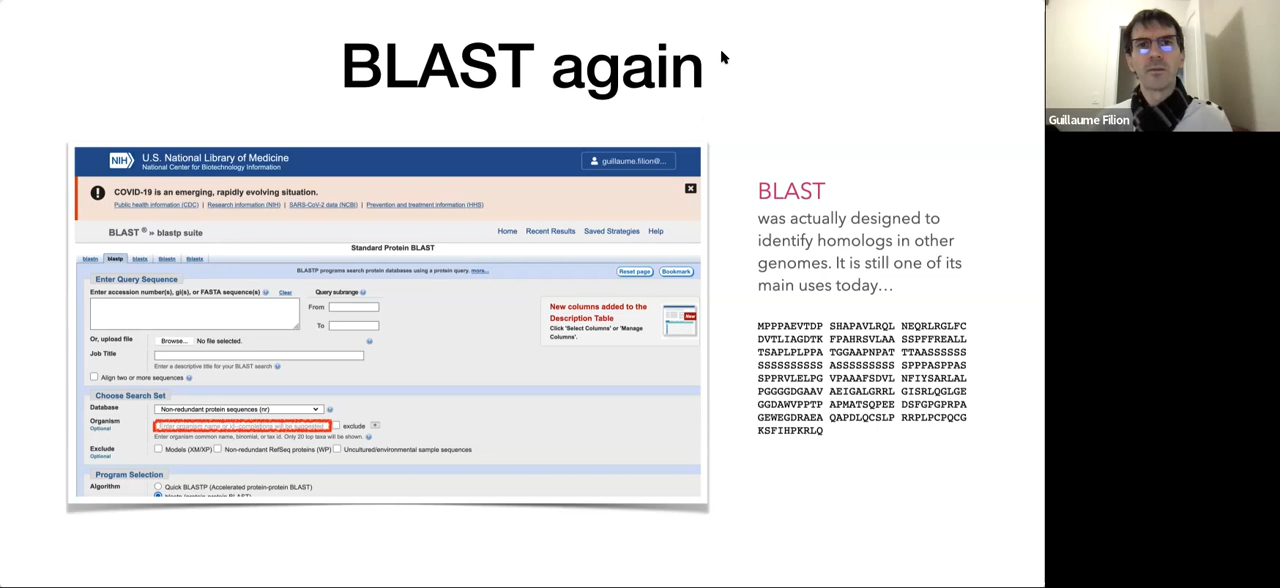 BLAST again
Guillaume Filion
NIH
U.S. National Library of Medicine
National Center for Biotechnology Information
guillaume.filion@...
COVID-19 is an emerging, rapidly evolving situation.
Public health information (CDC) | Research information (NIH) | SARS-CoV-2 data (NCBI) | Prevention and treatment information (HHS)
BLAST ® » blastp suite
Home Recent Results Saved Strategies Help
Standard Protein BLAST
blastn blastp blastx tblastn tblastx
BLASTP programs search protein databases using a protein query. more...
Reset page Bookmark
Enter Query Sequence
Enter accession number(s), gi(s), or FASTA sequence(s) Clear
Query subrange
From
To
Or, upload file Browse... No file selected.
Job Title
Enter a descriptive title for your BLAST search
Align two or more sequences
New columns added to the
Description Table
Click 'Select Columns' or 'Manage
Columns'.
New
Choose Search Set
Database Non-redundant protein sequences (nr)
Organism
Optional
Enter organism name or id--completions will be suggested exclude
Enter organism common name, binomial, or tax id. Only 20 top taxa will be shown.
Exclude
Optional
Models (XM/XP) Non-redundant RefSeq proteins (WP) Uncultured/environmental sample sequences
Program Selection
Algorithm Quick BLASTP (Accelerated protein-protein BLAST)
BLAST
was actually designed to
identify homologs in other
genomes. It is still one of its
main uses today...
MPPPAEVTDP SHAPAVLRQL NEQRLRGLFC
DVTLIAGDTK FPAHRSVLAA SSPFFREALL
TSAPLPLPPA TGGAAPNPAT TTAASSSSSS
SSSSSSSSSS ASSSSSSSSS SPPPASPPAS
SPPRVLELPG VPAAAFSDVL NFIYSARLAL
PGGGGDGAAV AEIGALGRRL GISRLQGLGE
GGDAWVPPTP APMATSQPEE DSFGPGPRPA
GEWEGDRAEA QAPDLQCSLP RRPLPCPQCG
KSFIHPKRLQ